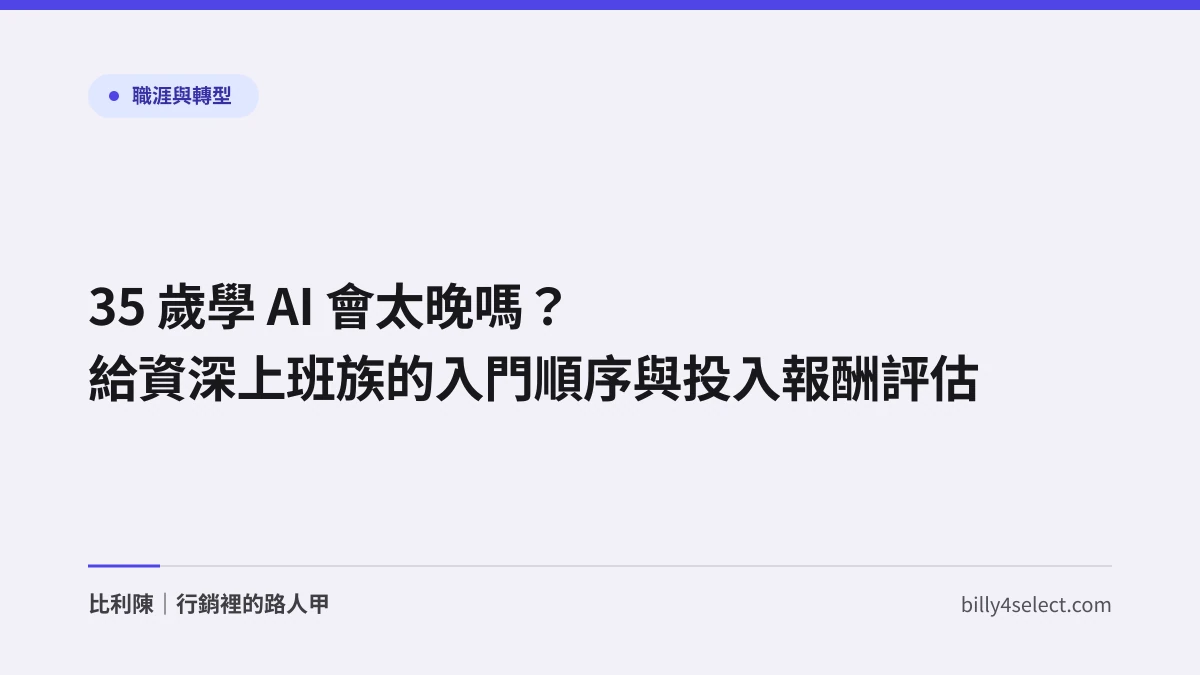 職涯與轉型
35 歲學 AI 會太晚嗎？
給資深上班族的入門順序與投入報酬評估
比利陳｜行銷裡的路人甲
billy4select.com